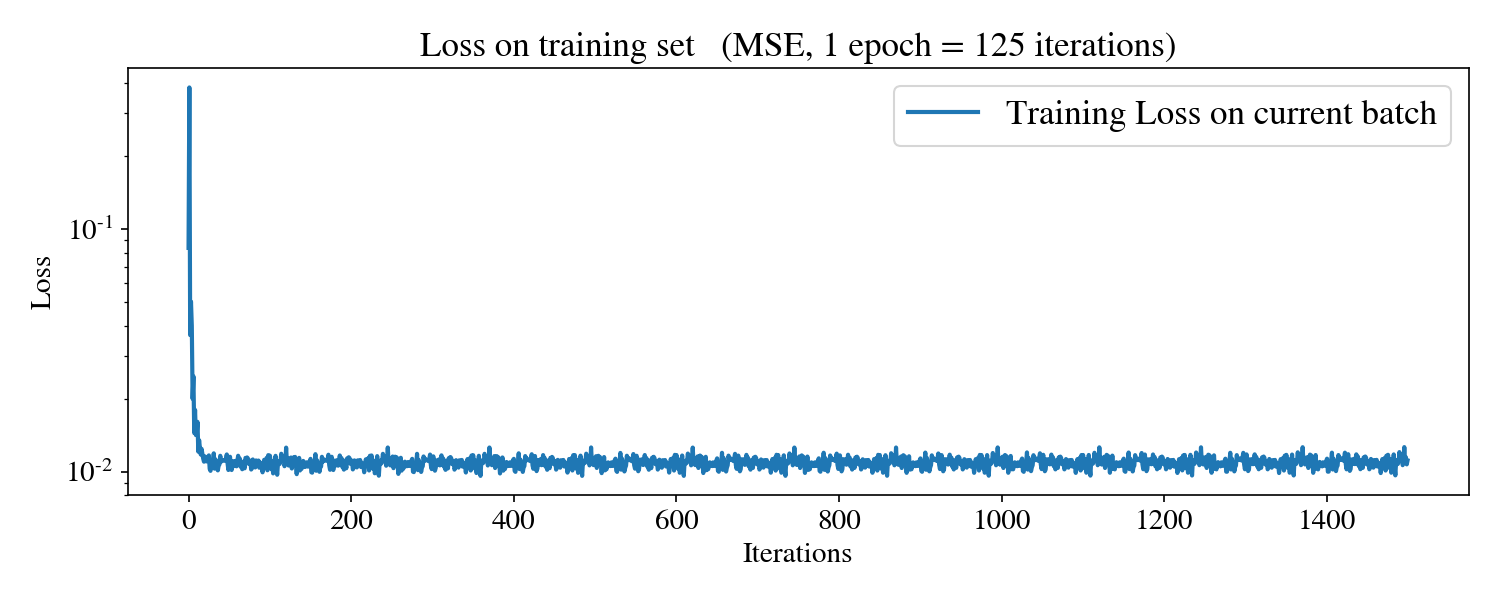 Loss on training set (MSE, 1 epoch = 125 iterations)
Training Loss on current batch
Loss
10-1
10-2
0 200 400 600 800 1000 1200 1400
Iterations